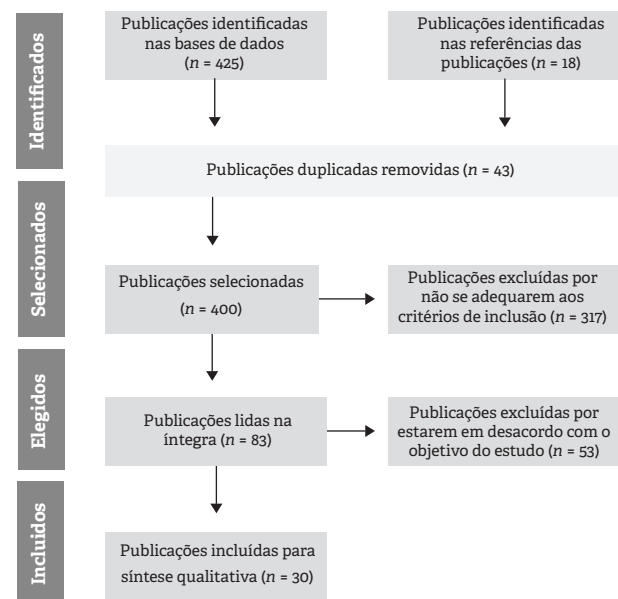 Identificados
Publicações identificadas
nas bases de dados
(n = 425)
Publicações identificadas
nas referências das
publicações (n = 18)
Publicações duplicadas removidas (n = 43)
Selecionados
Publicações selecionadas
(n = 400)
Publicações excluídas por
não se adequarem aos
critérios de inclusão (n = 317)
Elegidos
Publicações lidas na
íntegra (n = 83)
Publicações excluídas por
estarem em desacordo com o
objetivo do estudo (n = 53)
Incluidos
Publicações incluídas para
síntese qualitativa (n = 30)